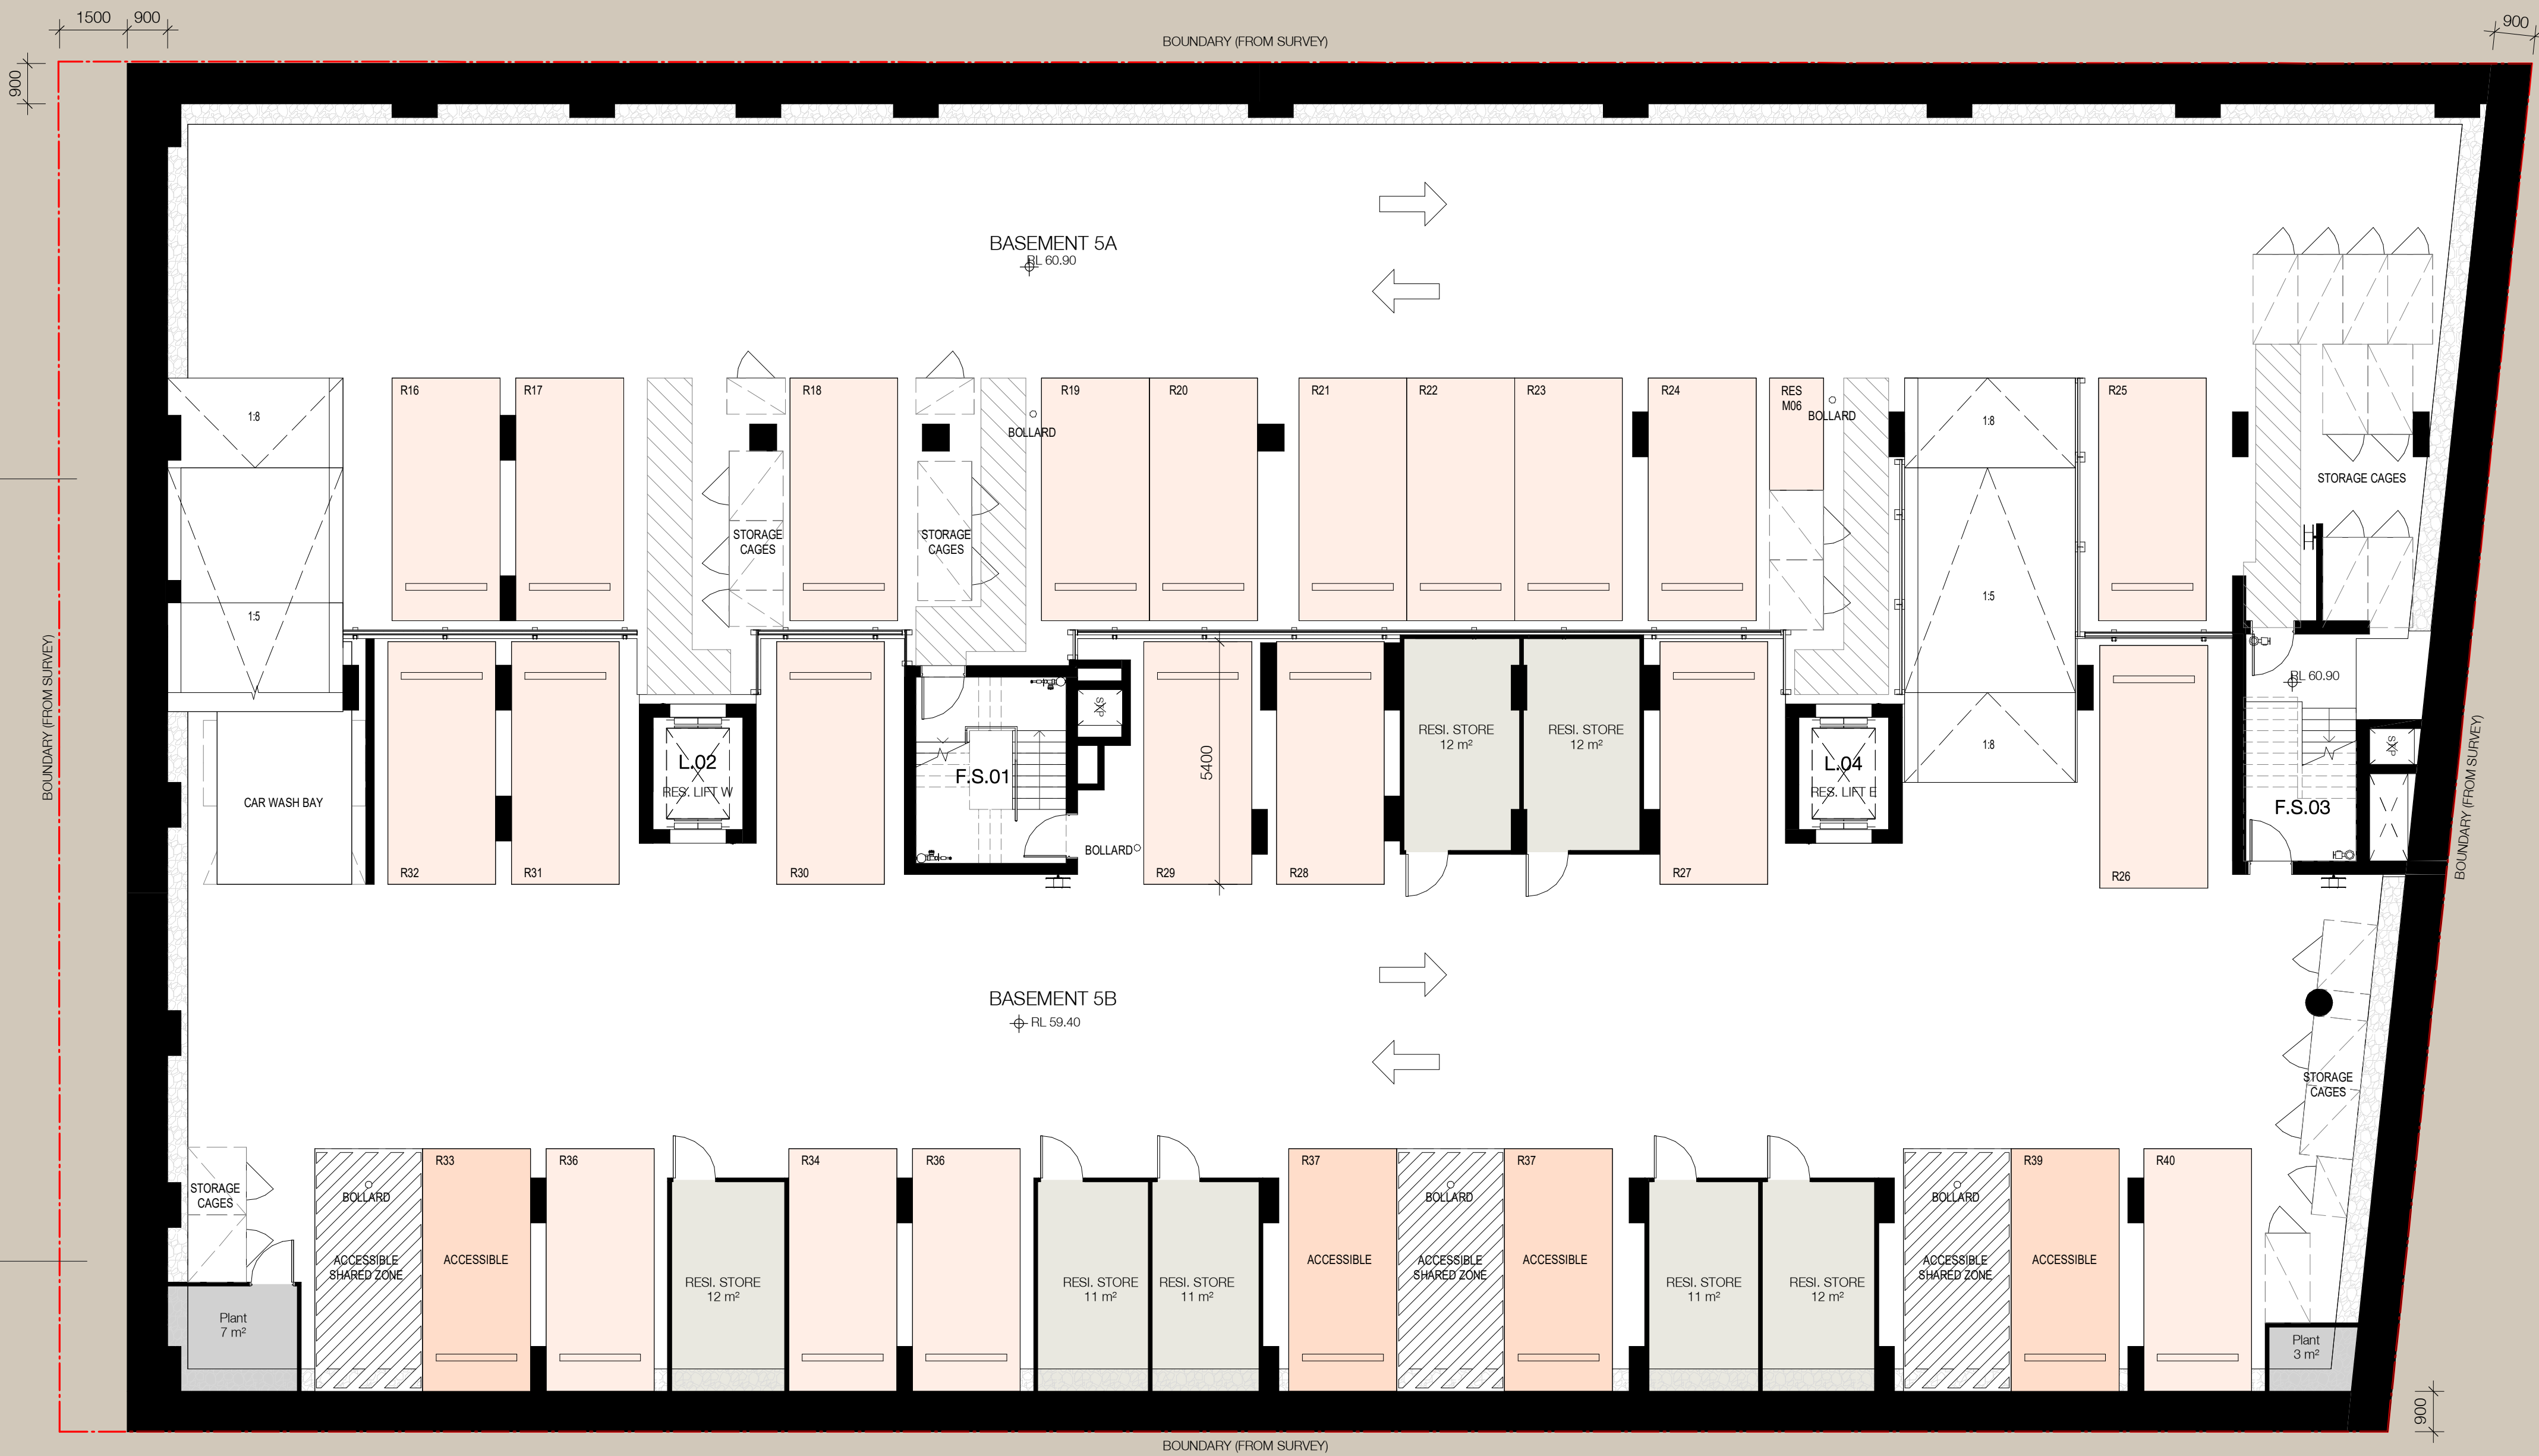 1500
900
900
BOUNDARY (FROM SURVEY)
900
BASEMENT 5A
RL 60.90
1:8
R16
R17
R18
R19
R20
R21
R22
R23
R24
RES
M06
BOLLARD
1:8
R25
BOLLARD
STORAGE
CAGES
STORAGE
CAGES
STORAGE CAGES
1:5
1:5
BOUNDARY (FROM SURVEY)
RL 60.90
SXP
RESI. STORE
12 m²
RESI. STORE
12 m²
1:8
SXP
5400
L.02
RES. LIFT W
F.S.01
L.04
RES. LIFT E
F.S.03
BOUNDARY (FROM SURVEY)
CAR WASH BAY
BOLLARD
R32
R31
R30
R29
R28
R27
R26
BASEMENT 5B
RL 59.40
STORAGE
CAGES
R33
R36
R34
R36
R37
R37
R39
R40
STORAGE
CAGES
BOLLARD
BOLLARD
BOLLARD
ACCESSIBLE
SHARED ZONE
ACCESSIBLE
ACCESSIBLE
ACCESSIBLE
SHARED ZONE
ACCESSIBLE
ACCESSIBLE
SHARED ZONE
ACCESSIBLE
RESI. STORE
12 m²
RESI. STORE
11 m²
RESI. STORE
11 m²
RESI. STORE
11 m²
RESI. STORE
12 m²
Plant
7 m²
Plant
3 m²
900
BOUNDARY (FROM SURVEY)